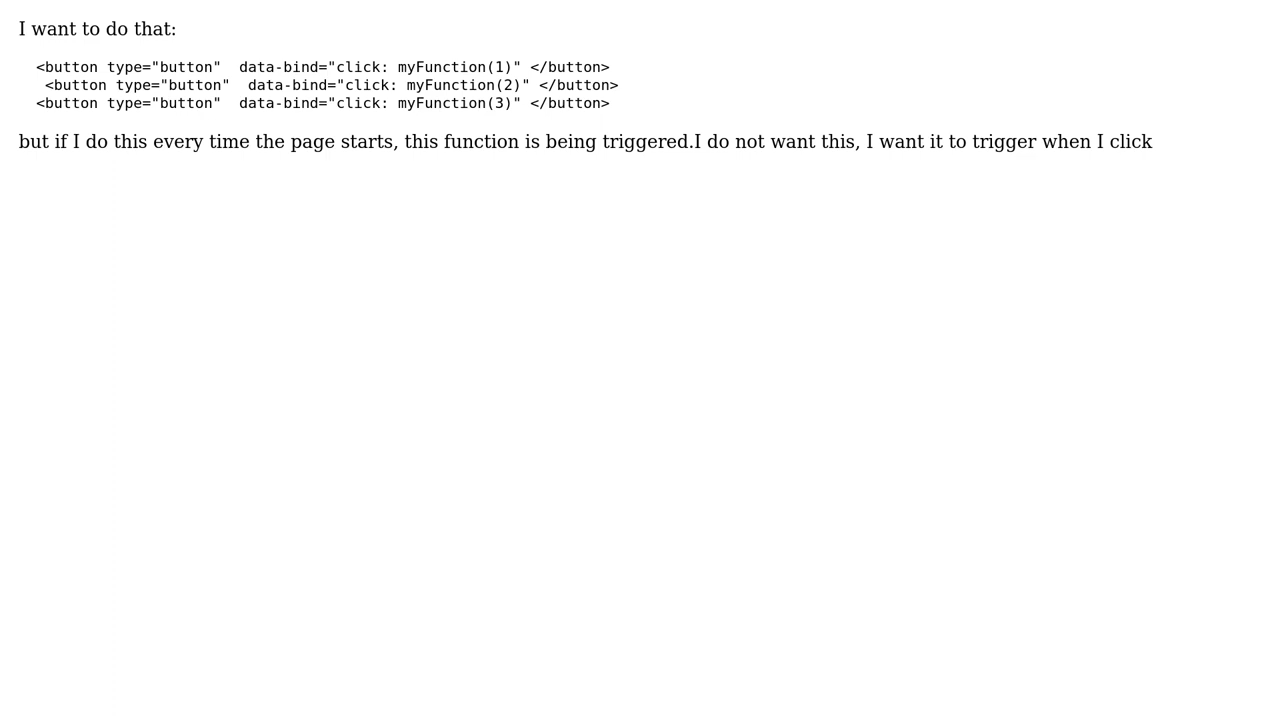 I want to do that:
<button type="button"  data-bind="click: myFunction(1)" </button>
<button type="button"  data-bind="click: myFunction(2)" </button>
<button type="button"  data-bind="click: myFunction(3)" </button>
but if I do this every time the page starts, this function is being triggered.I do not want this, I want it to trigger when I click